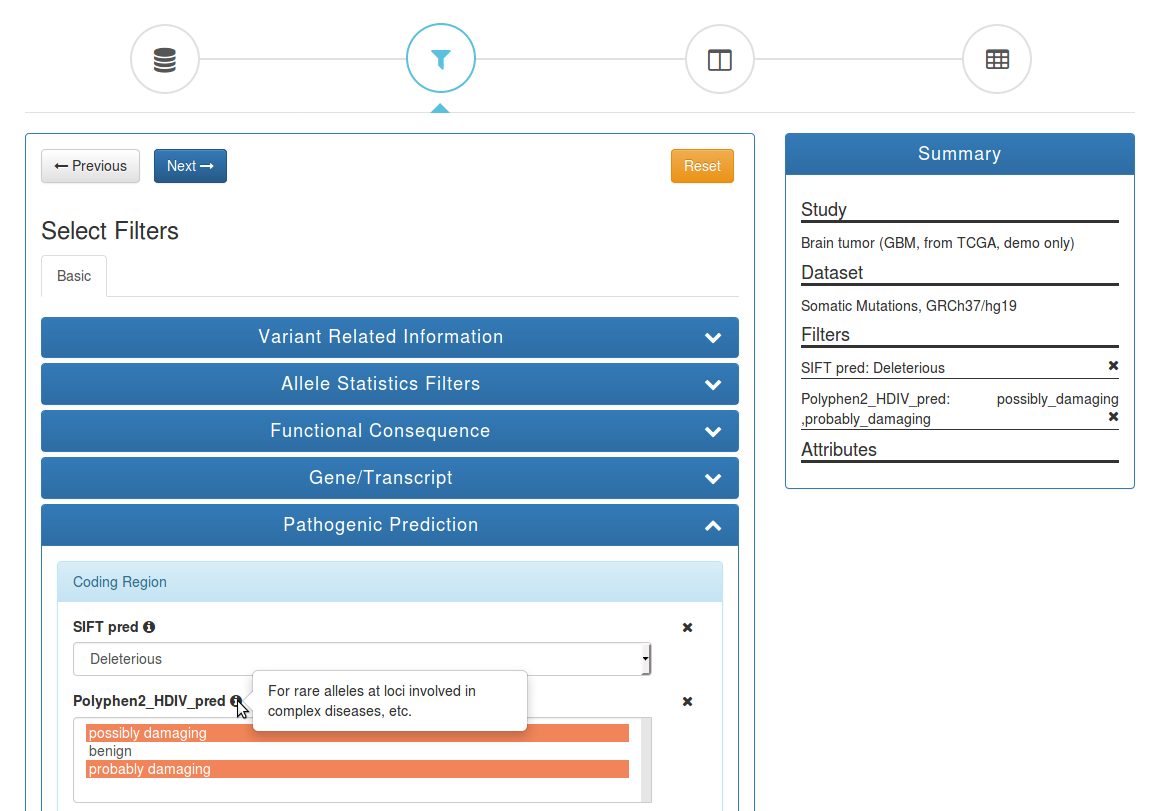 ← Previous
Next →
Reset
Select Filters
Basic
Variant Related Information
Allele Statistics Filters
Functional Consequence
Gene/Transcript
Pathogenic Prediction
Coding Region
SIFT pred
Deleterious
Polyphen2_HDIV_pred
For rare alleles at loci involved in
complex diseases, etc.
possibly damaging
benign
probably damaging
Summary
Study
Brain tumor (GBM, from TCGA, demo only)
Dataset
Somatic Mutations, GRCh37/hg19
Filters
SIFT pred: Deleterious
Polyphen2_HDIV_pred: possibly_damaging
,probably_damaging
Attributes